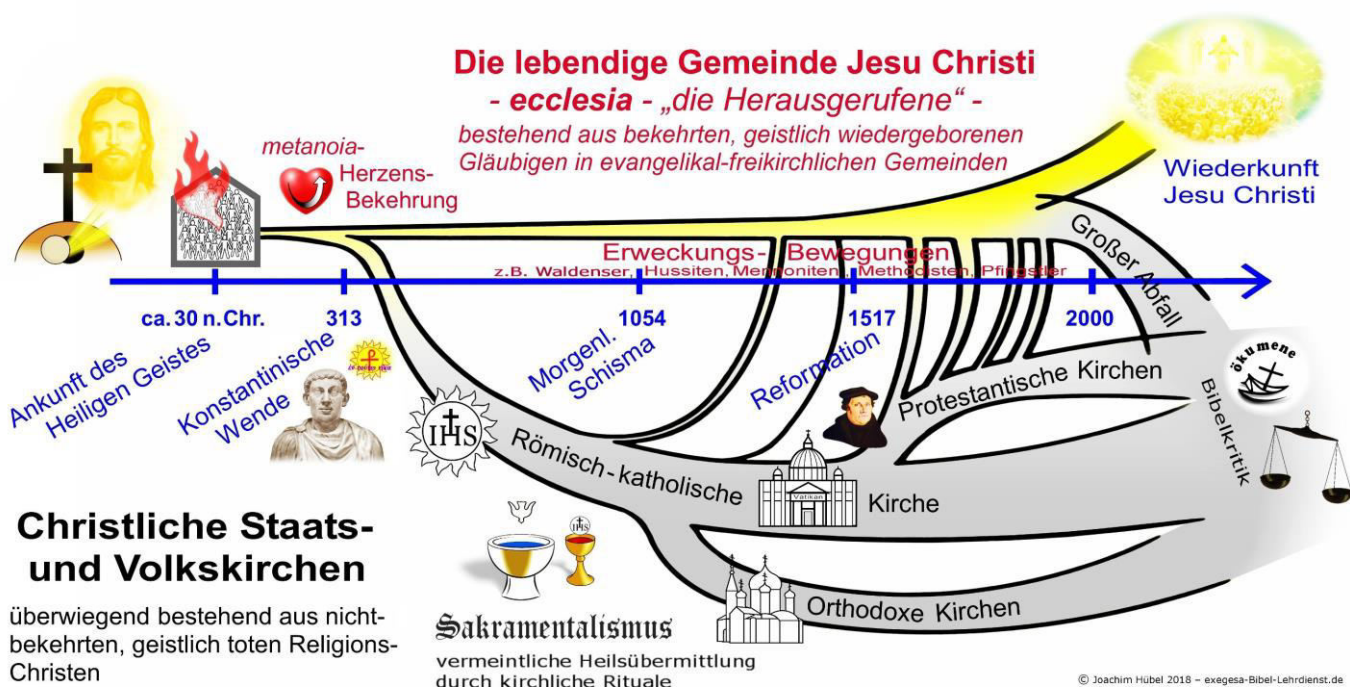 Die lebendige Gemeinde Jesu Christi
- ecclesia - „die Herausgerufene“ -
bestehend aus bekehrten, geistlich wiedergeborenen
Gläubigen in evangelikal-freikirchlichen Gemeinden
metanoia-
Herzens-
Bekehrung
Wiederkunft
Jesu Christi
Erweckungs- Bewegungen
z.B. Waldenser, Hussiten, Mennoniten, Methodisten, Pfingstler
Großer Abfall
ca. 30 n.Chr.
313
1054
1517
2000
Ankunft des
Heiligen Geistes
Konstantinische
Wende
Morgenl.
Schisma
Reformation
Protestantische Kirchen
ökumene
Bibelkritik
IHS
Römisch-katholische
Vatikan
Kirche
Orthodoxe Kirchen
Christliche Staats-
und Volkskirchen
überwiegend bestehend aus nicht-
bekehrten, geistlich toten Religions-
Christen
IHS
Sakramentalismus
vermeintliche Heilsübermittlung
durch kirchliche Rituale
© Joachim Hübel 2018 – exegesa-Bibel-Lehrdienst.de